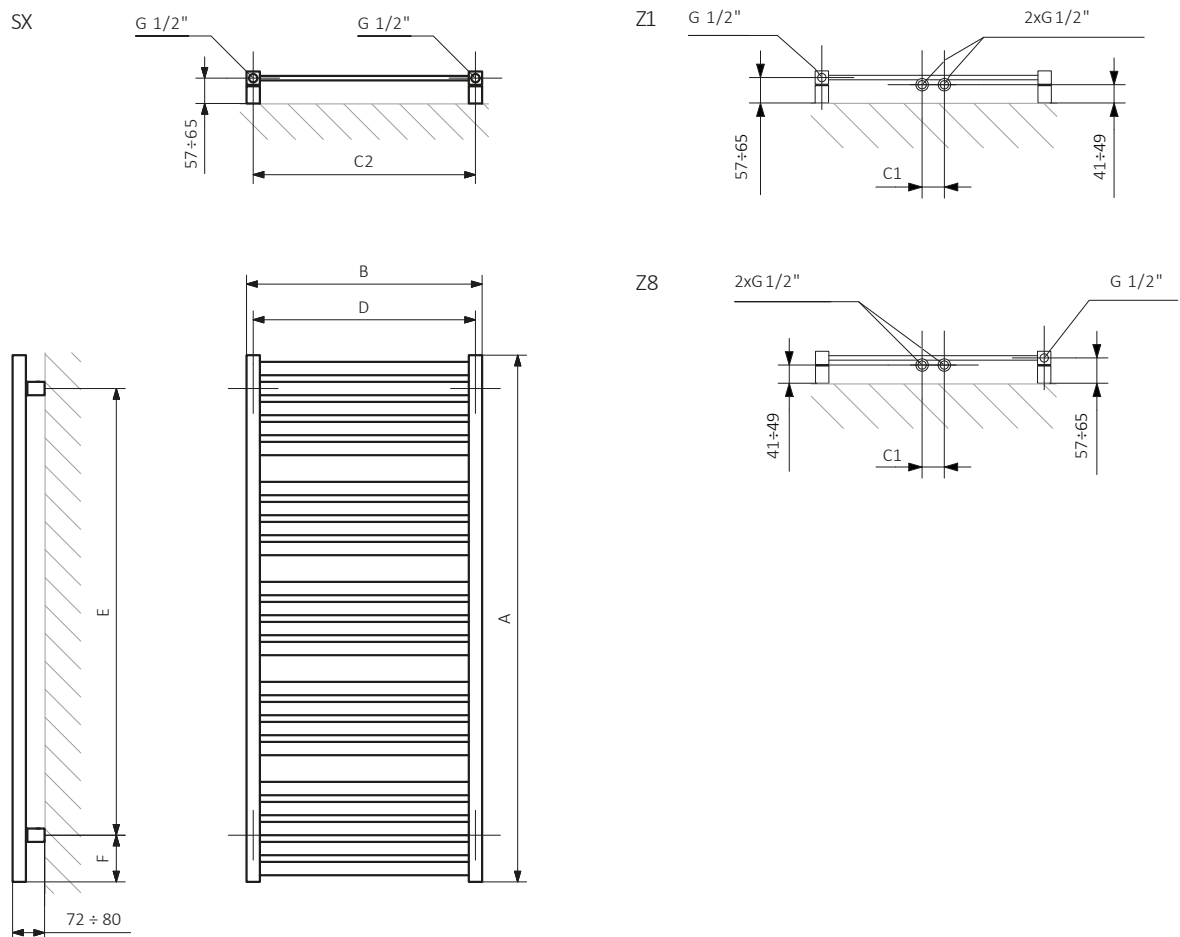 SX
G 1/2"
G 1/2"
57÷65
C2
Z1
G 1/2"
2xG1/2"
57÷65
C1
41÷49
B
D
E
F
A
72 ÷ 80
Z8
2xG1/2"
G 1/2"
41÷49
C1
57÷65